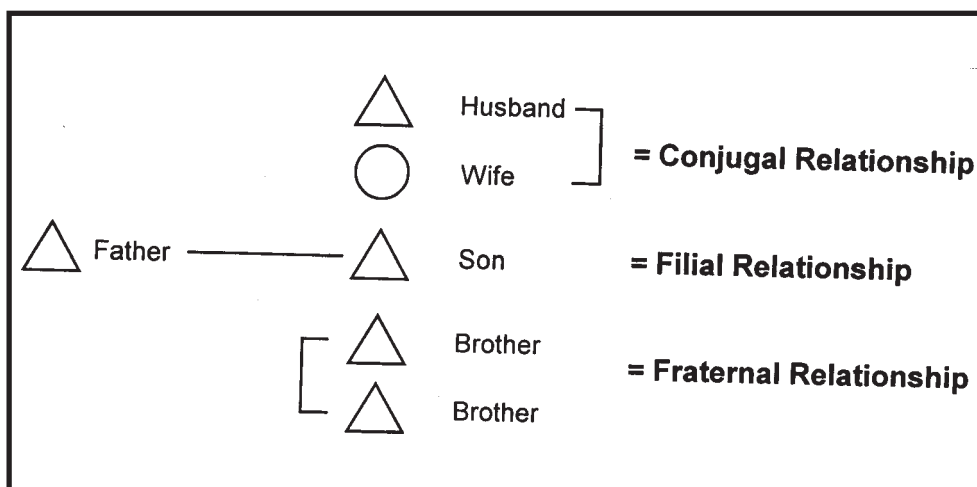 Husband
= Conjugal Relationship
Wife
Father
Son
= Filial Relationship
Brother
= Fraternal Relationship
Brother